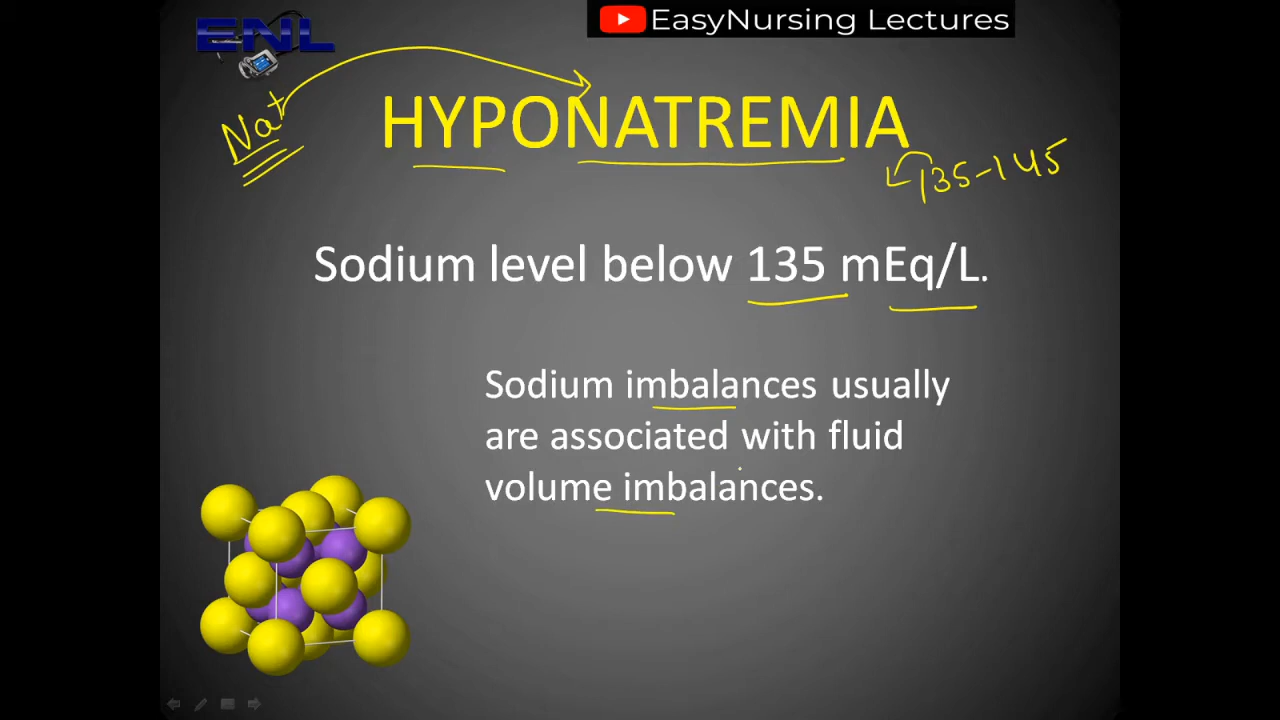 EasyNursing Lectures
ENL
Na+
HYPONATREMIA
135-145
Sodium level below 135 mEq/L.
Sodium imbalances usually
are associated with fluid
volume imbalances.